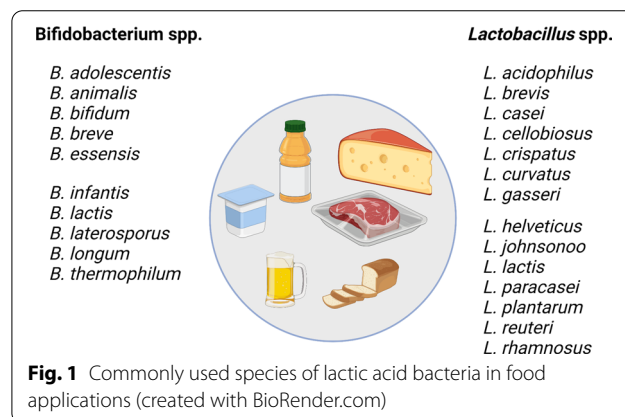 Bifidobacterium spp.
B. adolescentis
B. animalis
B. bifidum
B. breve
B. essensis
B. infantis
B. lactis
B. laterosporus
B. longum
B. thermophilum
Lactobacillus spp.
L. acidophilus
L. brevis
L. casei
L. cellobiosus
L. crispatus
L. curvatus
L. gasseri
L. helveticus
L. johnsonoo
L. lactis
L. paracasei
L. plantarum
L. reuteri
L. rhamnosus
Fig. 1 Commonly used species of lactic acid bacteria in food
applications (created with BioRender.com)